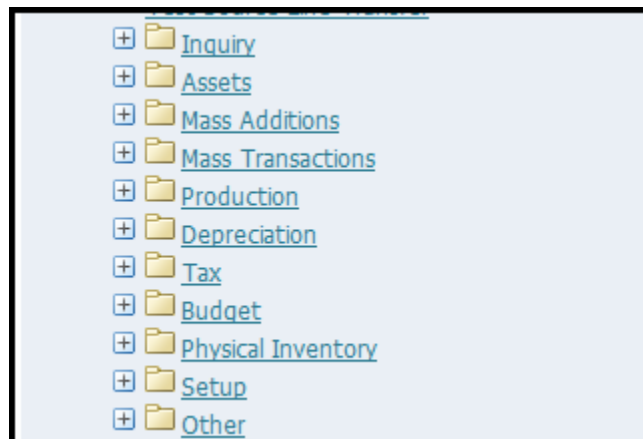 Inquiry
Assets
Mass Additions
Mass Transactions
Production
Depreciation
Tax
Budget
Physical Inventory
Setup
Other